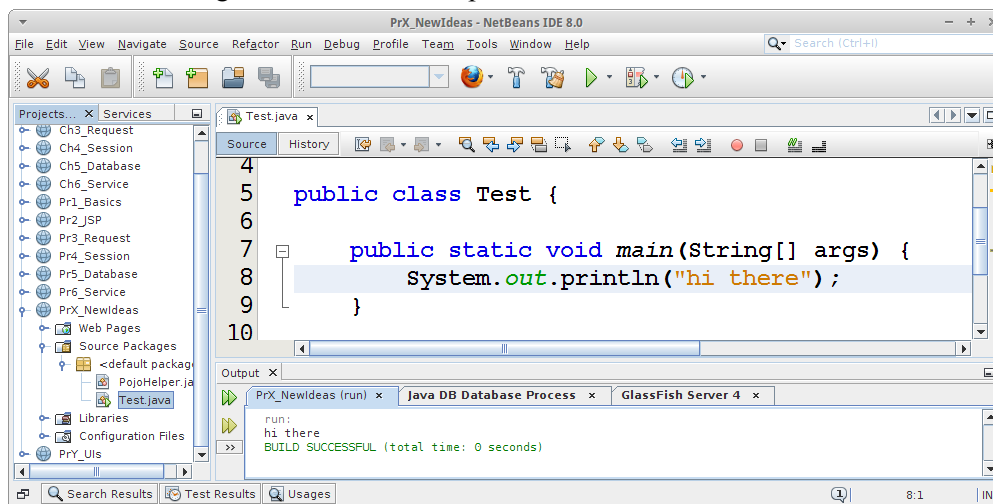 PrX_NewIdeas - NetBeans IDE 8.0
File Edit View Navigate Source Refactor Run Debug Profile Team Tools Window Help
Search (Ctrl+I)
Projects... Services
Ch3_Request
Ch4_Session
Ch5_Database
Ch6_Service
Pr1_Basics
Pr2_JSP
Pr3_Request
Pr4_Session
Pr5_Database
Pr6_Service
PrX_NewIdeas
Web Pages
Source Packages
<default packag
PojoHelper.ja
Test.java
Libraries
Configuration Files
PrY_UIs
Test.java
Source History
4
5 public class Test {
6
7 public static void main(String[] args) {
8 System.out.println("hi there");
9 }
10
Output
PrX_NewIdeas (run) Java DB Database Process GlassFish Server 4
run:
hi there
BUILD SUCCESSFUL (total time: 0 seconds)
Search Results Test Results Usages
1 8:1 IN